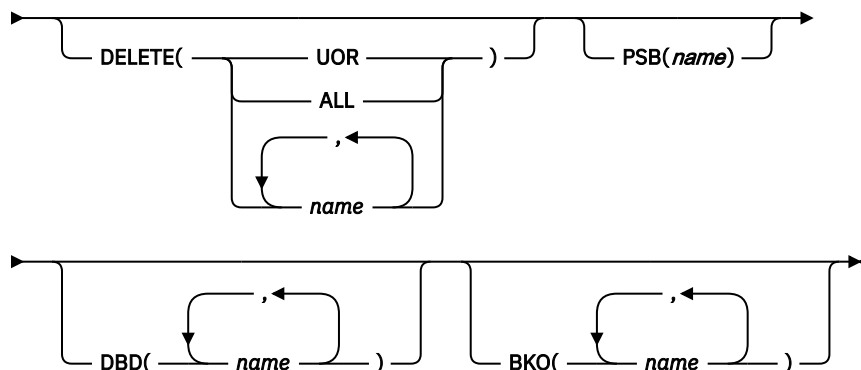 DELETE( UOR ) PSB(name)
ALL
,
name
, ,
DBD( name ) BKO( name )